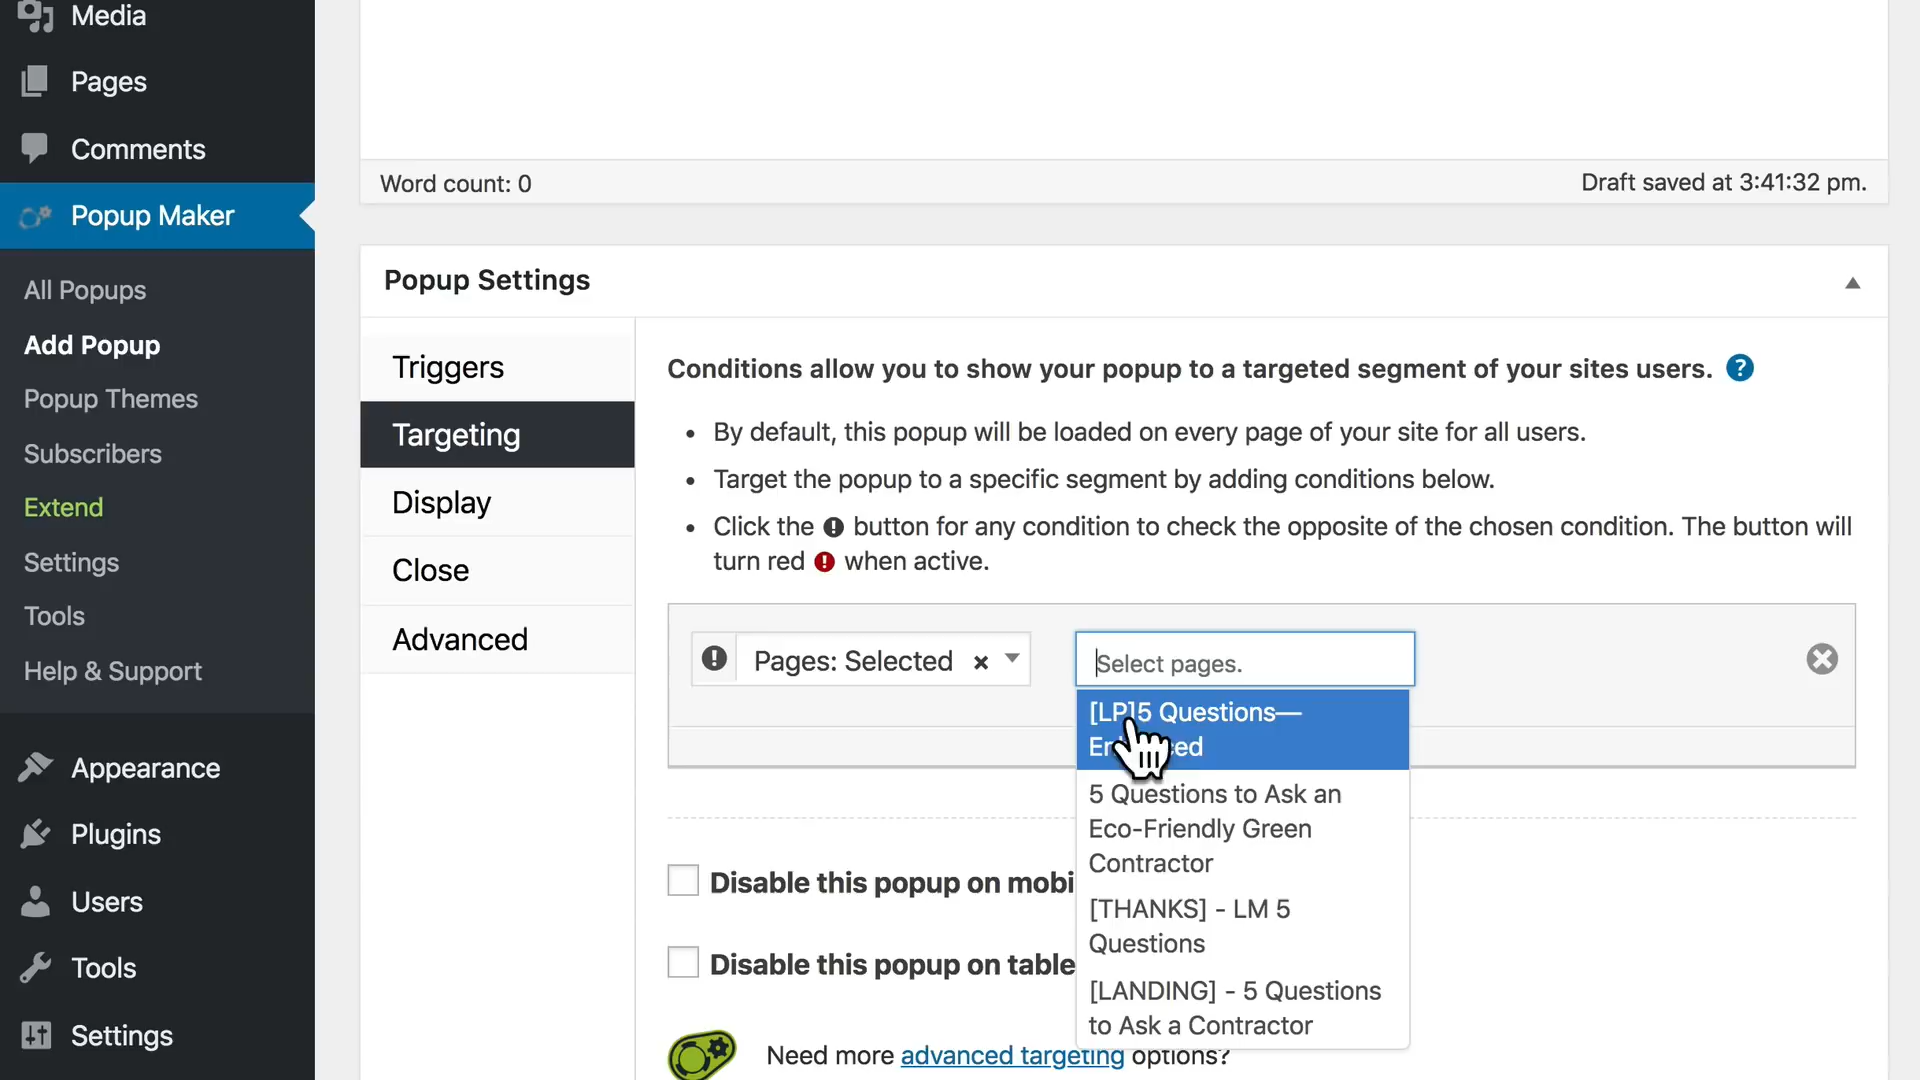 Media
Pages
Comments
Popup Maker
All Popups
Add Popup
Popup Themes
Subscribers
Extend
Settings
Tools
Help & Support
Appearance
Plugins
Users
Tools
Settings
Word count: 0
Draft saved at 3:41:32 pm.
Popup Settings
Triggers
Targeting
Display
Close
Advanced
Conditions allow you to show your popup to a targeted segment of your sites users. ?
• By default, this popup will be loaded on every page of your site for all users.
• Target the popup to a specific segment by adding conditions below.
• Click the ! button for any condition to check the opposite of the chosen condition. The button will
turn red ! when active.
! Pages: Selected ×
Select pages.
[LP]5 Questions—
5 Questions to Ask an
Eco-Friendly Green
Contractor
[THANKS] - LM 5
Questions
[LANDING] - 5 Questions
to Ask a Contractor
Disable this popup on
Disable this popup on
Need more advanced targeting options?